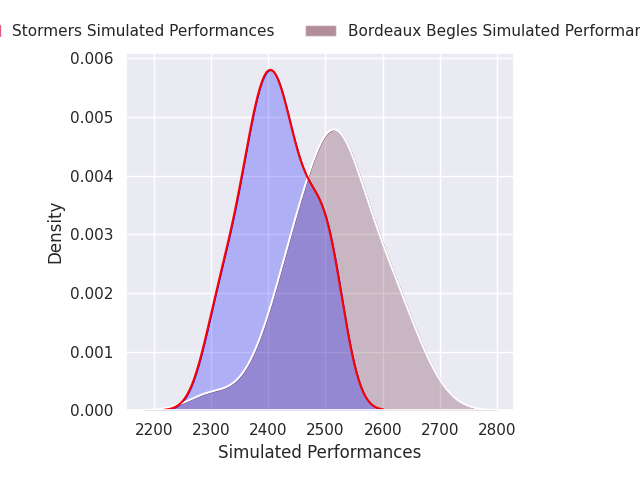 Stormers Simulated Performances
Bordeaux Begles Simulated
0.006
0.005
0.004
0.003
0.002
0.001
0.000
Density
2200 2300 2400 2500 2600 2700 2800
Simulated Performances